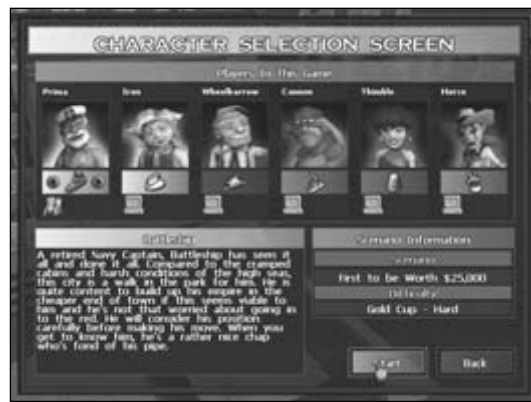 CHARACTER SELECTION SCREEN
Players In This Game
Prima Iron Wheelbarrow Cannon Thimble Horse
Battleship
A retired Navy Captain, Battleship has seen it
all and done it all. Compared to the cramped
cabins and harsh conditions of the high seas,
this city is a walk in the park for him. He is
quite content to build up his empire in the
cheaper end of town if this seems viable to
him and he's not that worried about going in
to the red. He will consider his position
carefully before making his move. When you
get to know him, he's a rather nice chap
who's fond of his pipe.
Scenario Information
Scenario
First to be Worth $25,000
Difficulty
Gold Cup - Hard
Start
Back